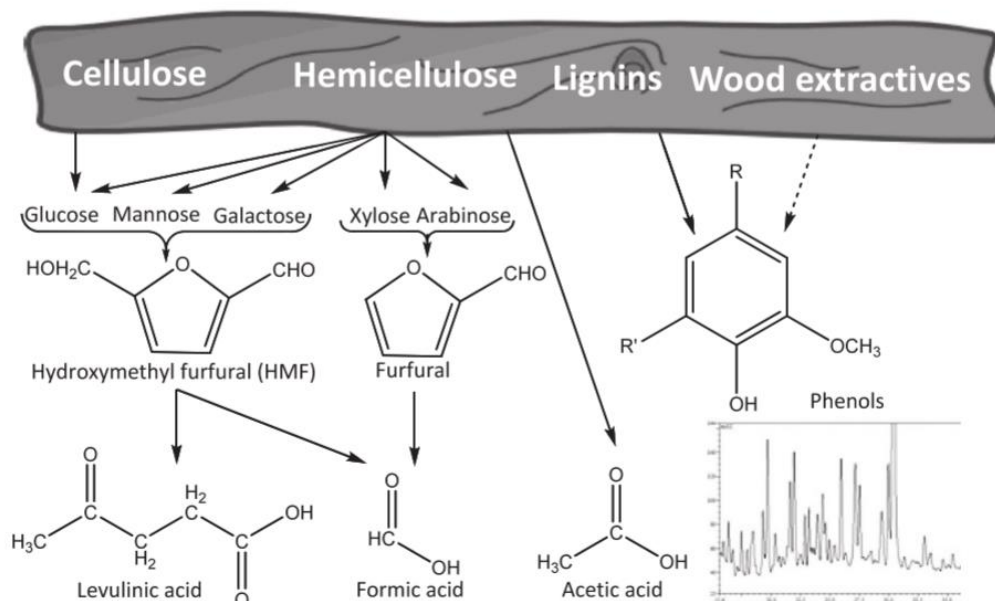 Cellulose Hemicellulose Lignins Wood extractives
Glucose Mannose Galactose Xylose Arabinose
R
HOH₂C O CHO
O CHO
R' OCH₃
OH
Hydroxymethyl furfural (HMF) Furfural
Phenols
O
H₃C C C H₂ C H₂ C OH
O
Levulinic acid
O
HC OH
Formic acid
O
H₃C C OH
Acetic acid